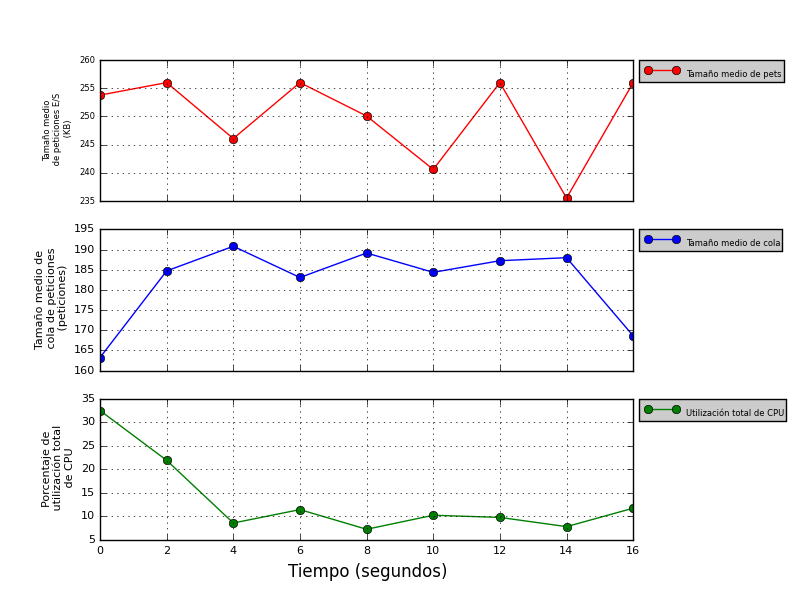 260
255
250
245
240
235
Tamaño medio
de peticiones E/S
(KB)
Tamaño medio de pets
195
190
185
180
175
170
165
160
Tamaño medio de
cola de peticiones
(peticiones)
Tamaño medio de cola
35
30
25
20
15
10
5
Porcentaje de
utilización total
de CPU
Utilización total de CPU
0 2 4 6 8 10 12 14 16
Tiempo (segundos)